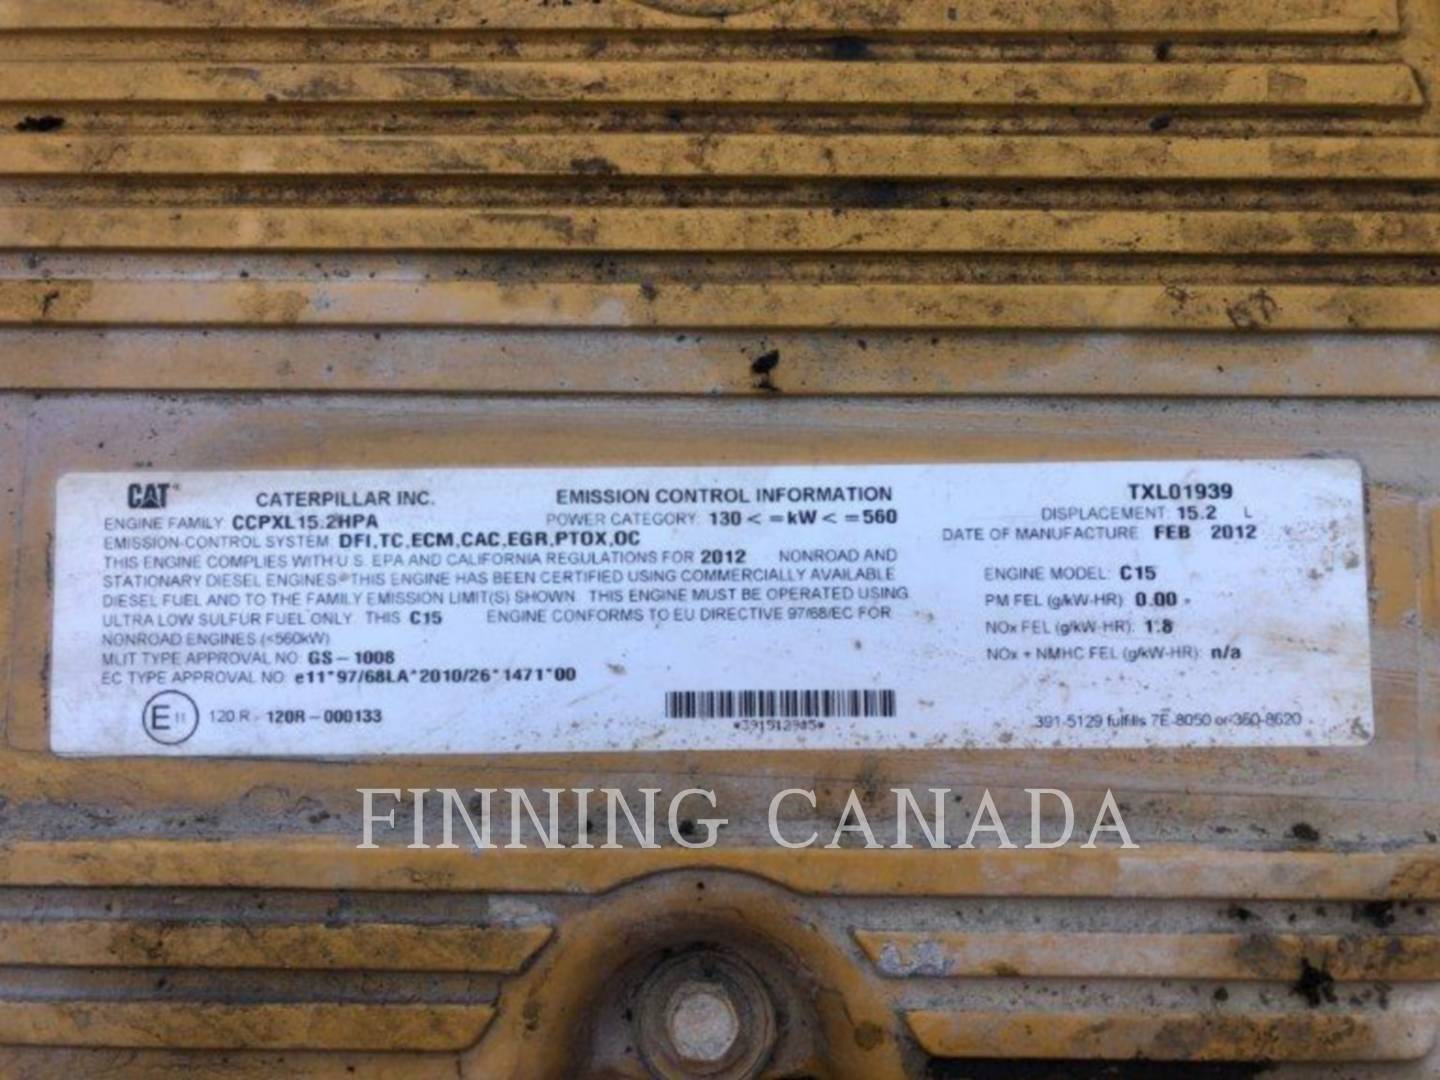 CAT® CATERPILLAR INC. EMISSION CONTROL INFORMATION TXL01939
ENGINE FAMILY: CCPXL15.2HPA POWER CATEGORY: 130 < =kW < =560 DISPLACEMENT: 15.2 L
EMISSION-CONTROL SYSTEM: DFI,TC,ECM,CAC,EGR,PTOX,OC DATE OF MANUFACTURE FEB 2012
THIS ENGINE COMPLIES WITH U.S. EPA AND CALIFORNIA REGULATIONS FOR 2012 NONROAD AND
STATIONARY DIESEL ENGINES THIS ENGINE HAS BEEN CERTIFIED USING COMMERCIALLY AVAILABLE ENGINE MODEL: C15
DIESEL FUEL AND TO THE FAMILY EMISSION LIMIT(S) SHOWN. THIS ENGINE MUST BE OPERATED USING PM FEL (g/kW-HR): 0.00
ULTRA LOW SULFUR FUEL ONLY. THIS C15 ENGINE CONFORMS TO EU DIRECTIVE 97/68/EC FOR NOx FEL (g/kW-HR): 1.8
NONROAD ENGINES (<560kW)
MLIT TYPE APPROVAL NO: GS-1008 NOx + NMHC FEL (g/kW-HR): n/a
EC TYPE APPROVAL NO: e11*97/68LA*2010/26*1471*00
E11 120 R - 120R-000133 *3915129#5* 391-5129 fulfills 7E-8050 or 360-8620
FINNING CANADA